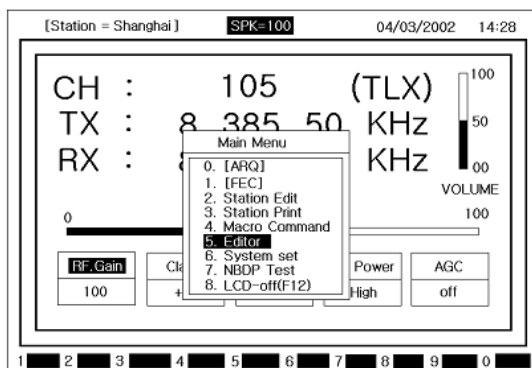 [Station = Shanghai] SPK=100 04/03/2002 14:28
CH : 105 (TLX) 100
TX : 8 385 50 KHz 50
Main Menu
RX : KHz 00
VOLUME
0. [ARQ]
1. [FEC]
2. Station Edit
3. Station Print
4. Macro Command
5. Editor
6. System set
7. NBDP Test
8. LCD-off(F12)
0 100
RF.Gain Cla Power AGC
100 + High off
1 2 3 4 5 6 7 8 9 0